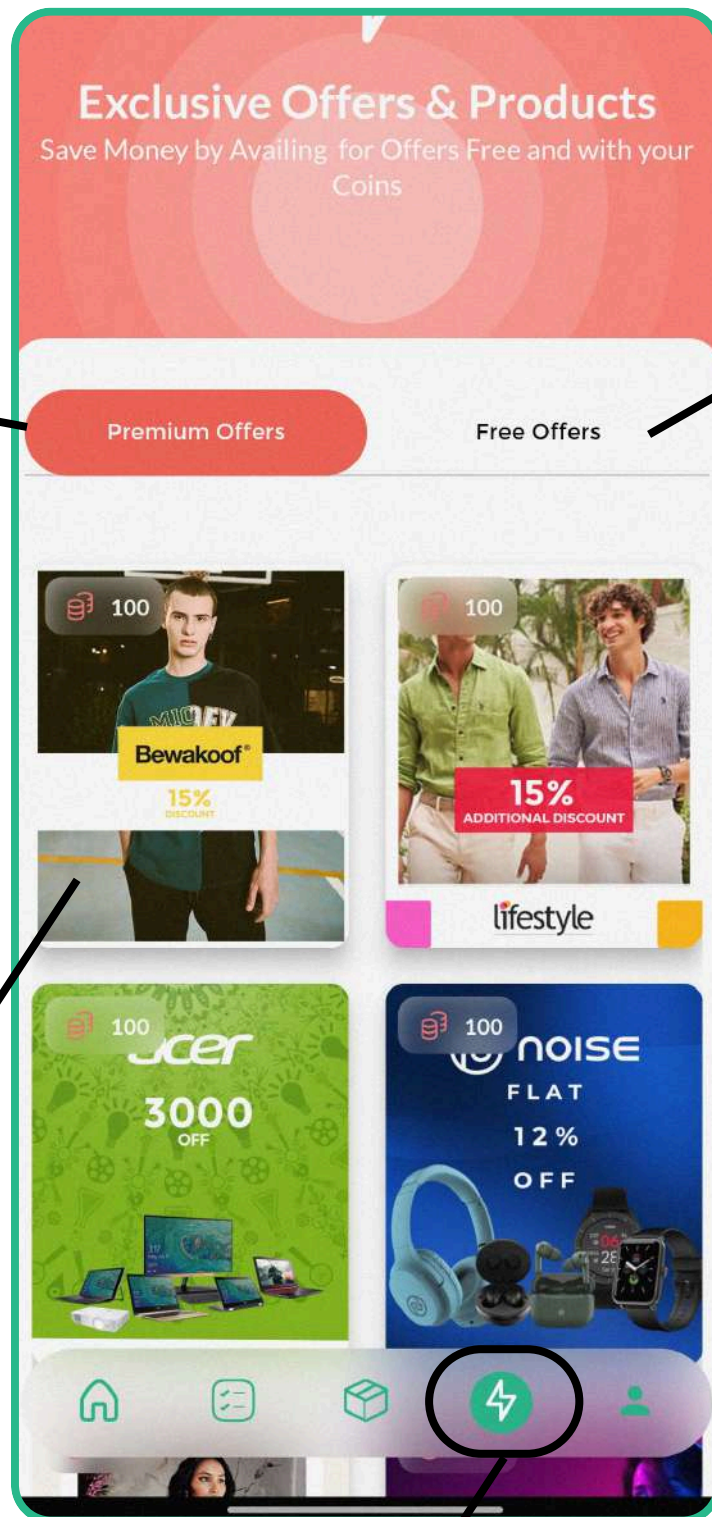 Exclusive Offers & Products
Save Money by Availing for Offers Free and with your
Coins
Premium Offers
Free Offers
100
Bewakoof®
15%
DISCOUNT
100
15%
ADDITIONAL DISCOUNT
lifestyle
100
acer
3000
OFF
100
noise
FLAT
12%
OFF